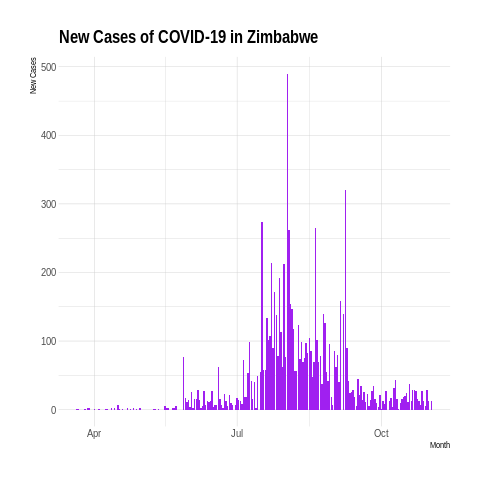 New Cases of COVID-19 in Zimbabwe
New Cases
500
400
300
200
100
0
Apr
Jul
Oct
Month